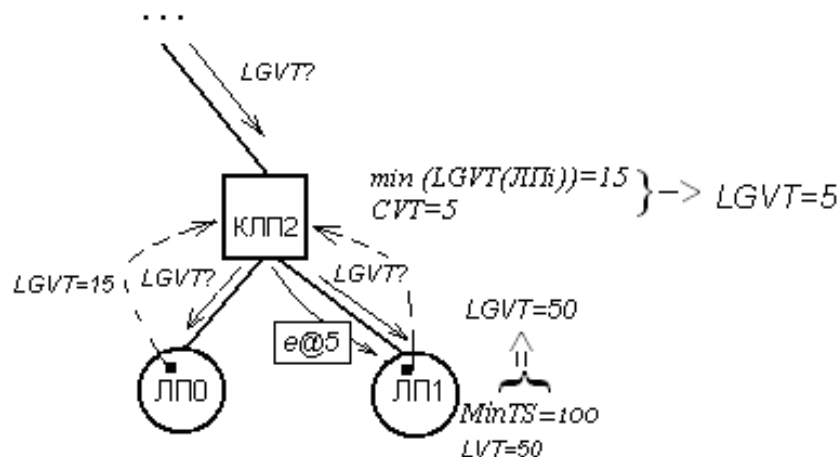 ...
LGVT?
min (LGVT(ЛПi))=15
CVT=5
} —> LGVT=5
КЛП2
LGVT=15
LGVT?
LGVT?
LGVT=50
e@5
ЛП0
ЛП1
MinTS=100
LVT=50